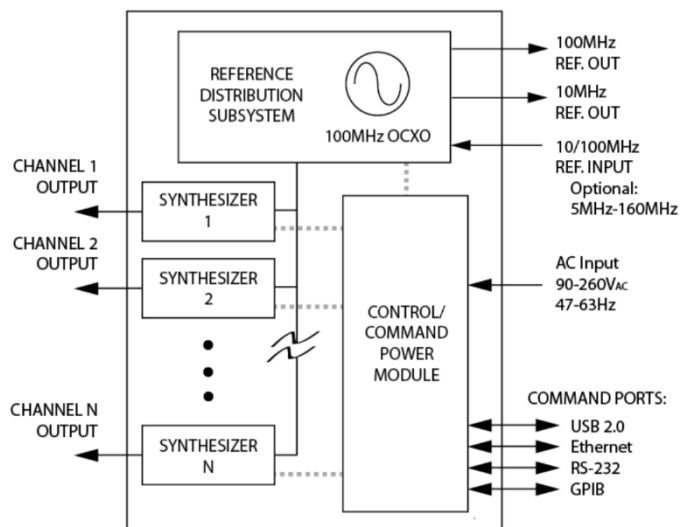 REFERENCE
DISTRIBUTION
SUBSYSTEM
100MHz OCXO
100MHz
REF. OUT
10MHz
REF. OUT
10/100MHz
REF. INPUT
Optional:
5MHz-160MHz
CHANNEL 1
OUTPUT
SYNTHESIZER
1
CHANNEL 2
OUTPUT
SYNTHESIZER
2
CHANNEL N
OUTPUT
SYNTHESIZER
N
CONTROL/
COMMAND
POWER
MODULE
AC Input
90-260VAC
47-63Hz
COMMAND PORTS:
USB 2.0
Ethernet
RS-232
GPIB